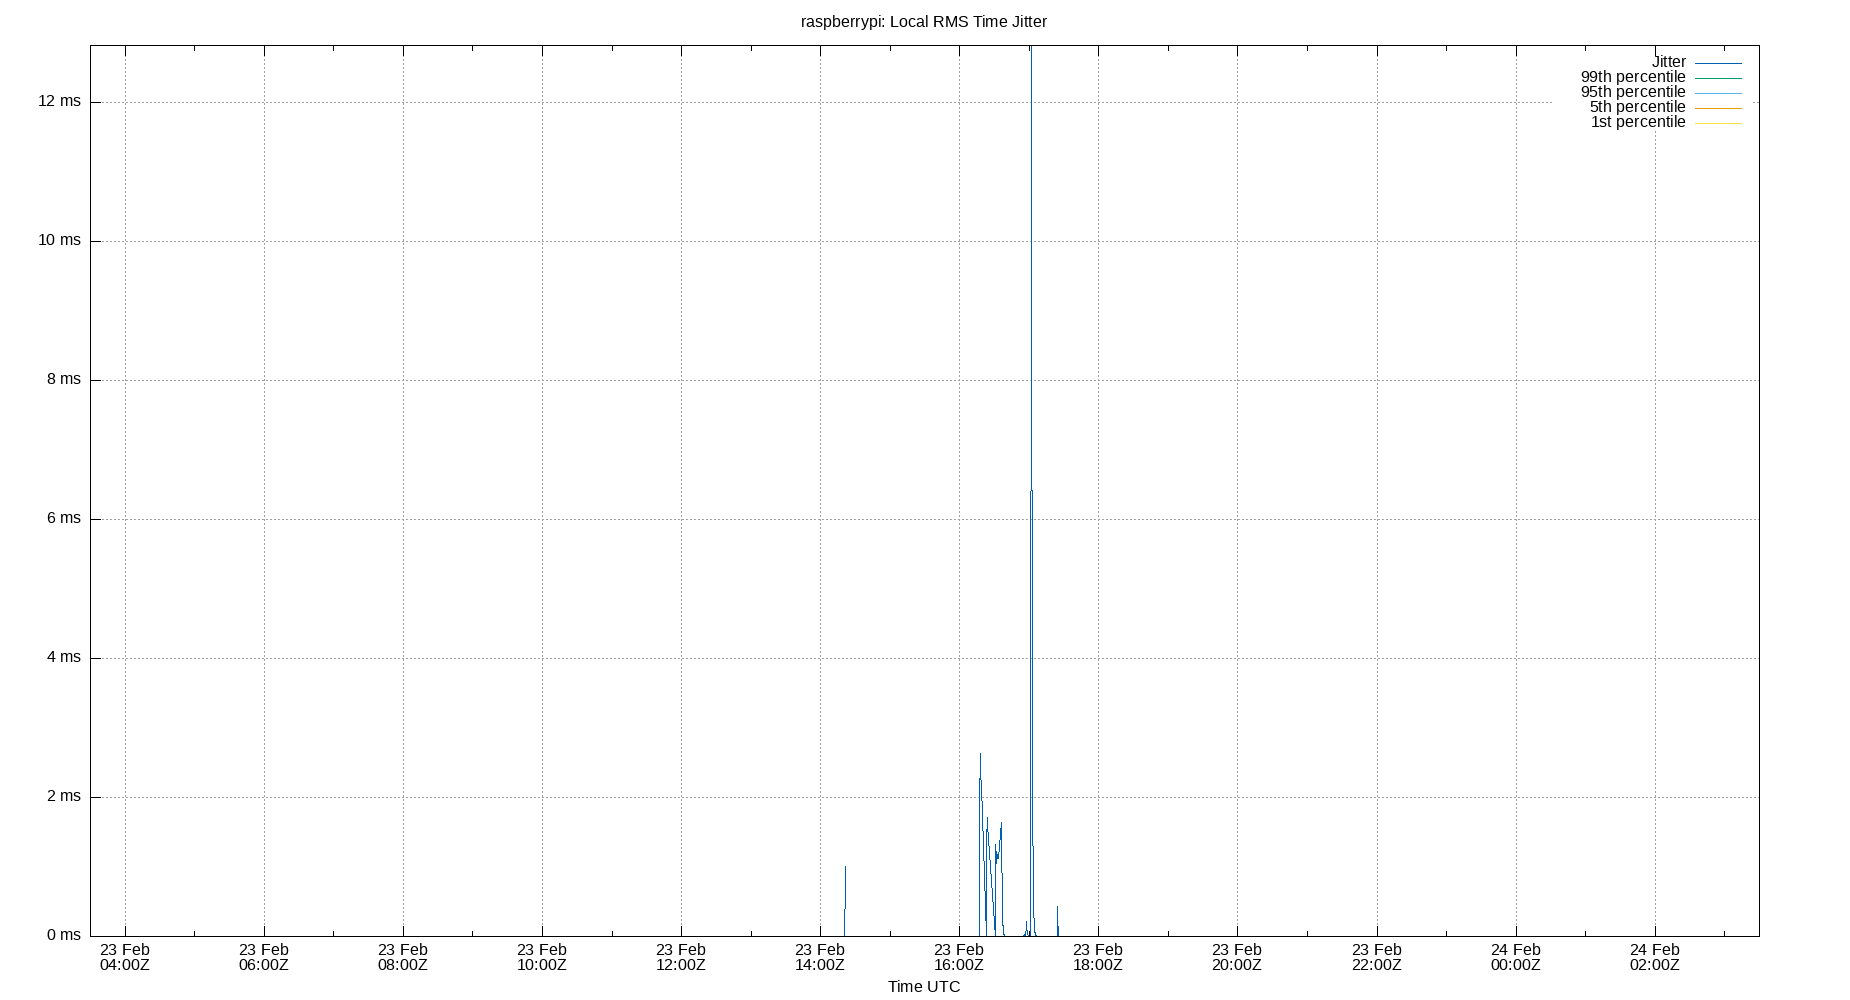 raspberrypi: Local RMS Time Jitter
Jitter
99th percentile
95th percentile
5th percentile
1st percentile
12 ms
10 ms
8 ms
6 ms
4 ms
2 ms
0 ms
23 Feb 23 Feb 23 Feb 23 Feb 23 Feb 23 Feb 23 Feb 23 Feb 23 Feb 23 Feb 24 Feb 24 Feb
04:00Z 06:00Z 08:00Z 10:00Z 12:00Z 14:00Z 16:00Z 18:00Z 20:00Z 22:00Z 00:00Z 02:00Z
Time UTC